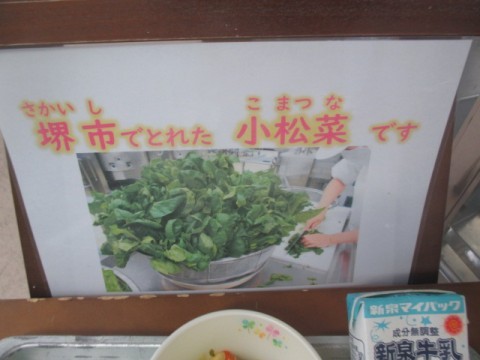 さかい し こ まつ な
堺市でとれた 小松菜 です
新泉マイパック
成分無調整
新泉牛乳